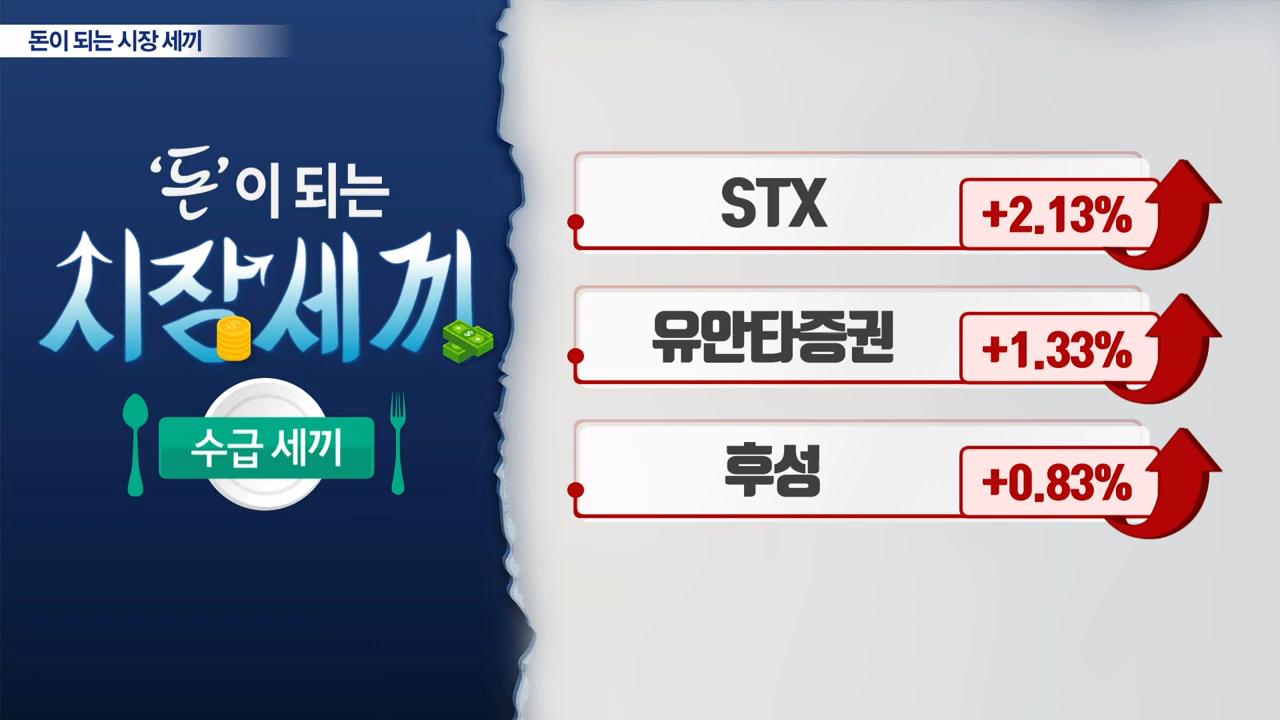 돈이 되는 시장 세끼
‘돈’이 되는
시장세끼
수급 세끼
STX
+2.13%
유안타증권
+1.33%
후성
+0.83%